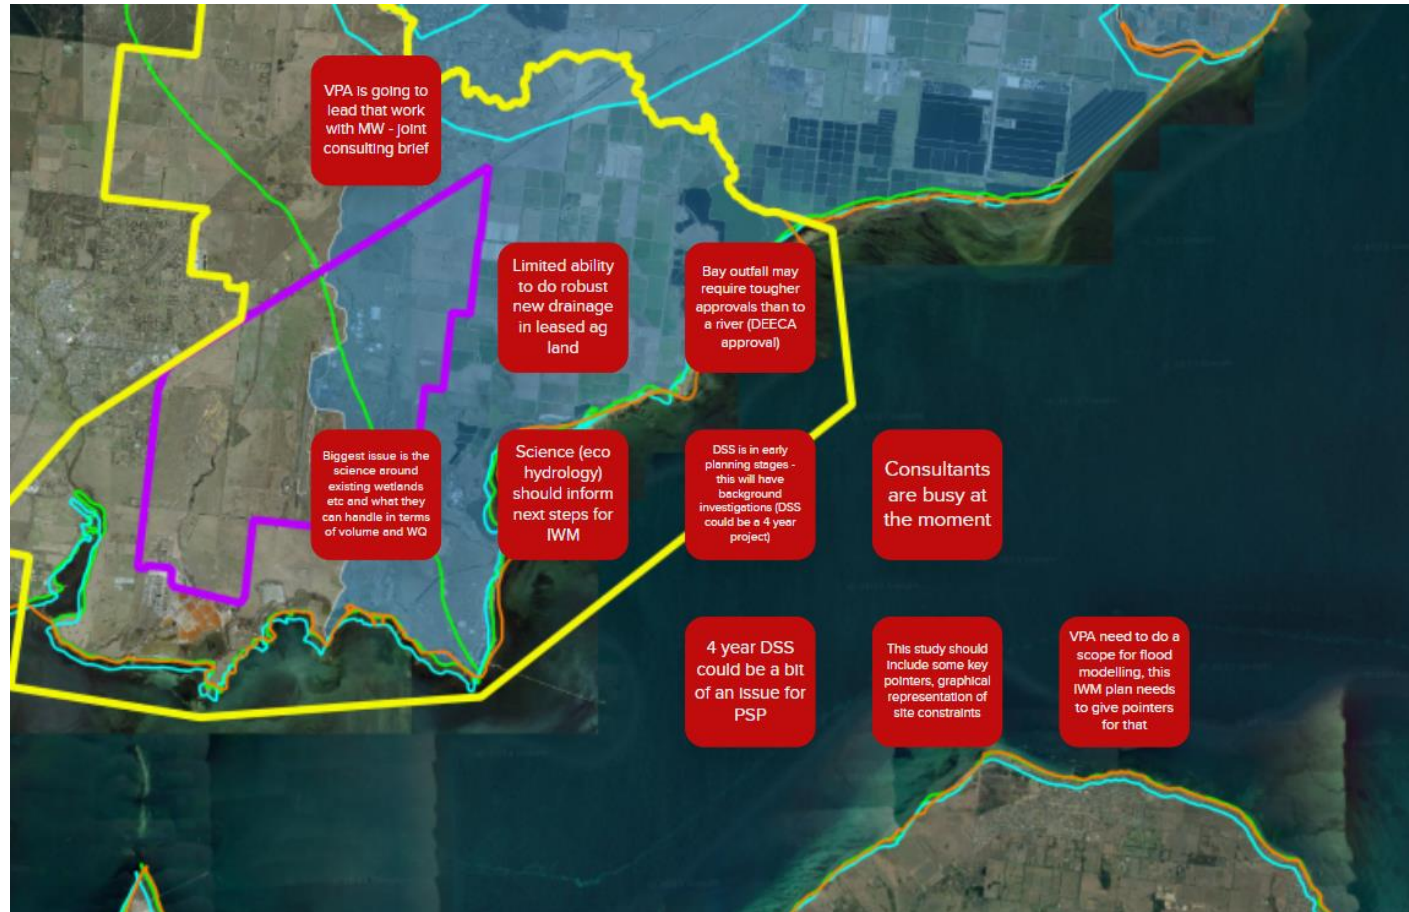 VPA is going to
lead that work
with MW - joint
consulting brief
Limited ability
to do robust
new drainage
in leased ag
land
Bay outfall may
require tougher
approvals than to
a river (DEECA
approval)
Biggest issue is the
science around
existing wetlands
etc and what they
can handle in terms
of volume and WQ
Science (eco
hydrology)
should inform
next steps for
IWM
DSS is in early
planning stages -
this will have
background
investigations (DSS
could be a 4 year
project)
Consultants
are busy at
the moment
4 year DSS
could be a bit
of an issue for
PSP
This study should
include some key
pointers, graphical
representation of
site constraints
VPA need to do a
scope for flood
modelling, this
IWM plan needs
to give pointers
for that